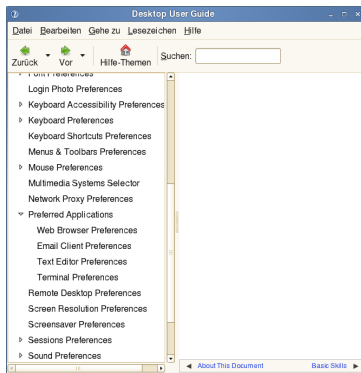 Desktop User Guide
Datei Bearbeiten Gehe zu Lesezeichen Hilfe
Zurück Vor Hilfe-Themen Suchen:
Font Preferences
Login Photo Preferences
Keyboard Accessibility Preferences
Keyboard Preferences
Keyboard Shortcuts Preferences
Menus & Toolbars Preferences
Mouse Preferences
Multimedia Systems Selector
Network Proxy Preferences
Preferred Applications
Web Browser Preferences
Email Client Preferences
Text Editor Preferences
Terminal Preferences
Remote Desktop Preferences
Screen Resolution Preferences
Screensaver Preferences
Sessions Preferences
Sound Preferences
About This Document Basic Skills